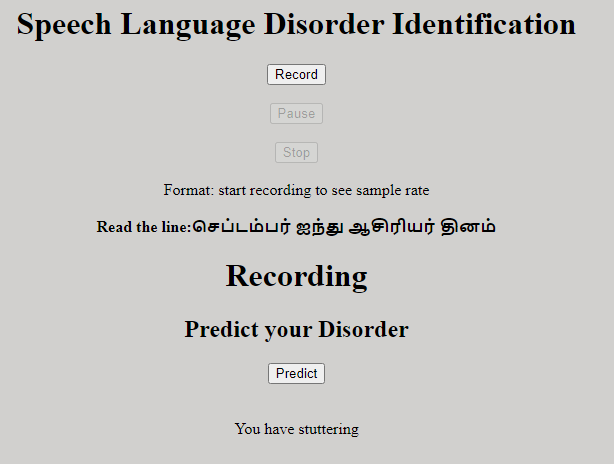 Speech Language Disorder Identification
Record
Pause
Stop
Format: start recording to see sample rate
Read the line:செப்டம்பர் ஐந்து ஆசிரியர் தினம்
Recording
Predict your Disorder
Predict
You have stuttering